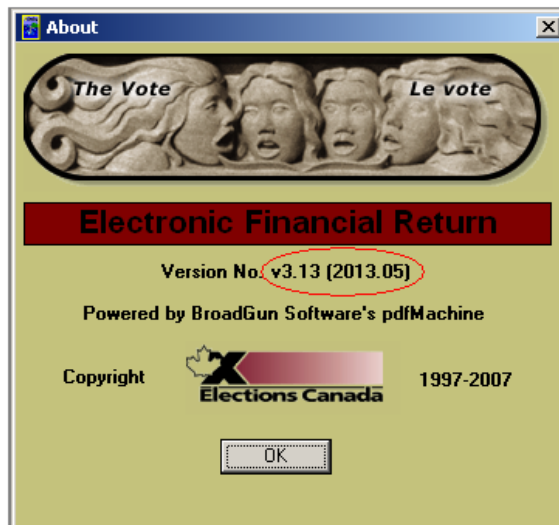 About
The Vote
Le vote
Electronic Financial Return
Version No. v3.13 (2013.05)
Powered by BroadGun Software's pdfMachine
Copyright
Elections Canada
1997-2007
OK